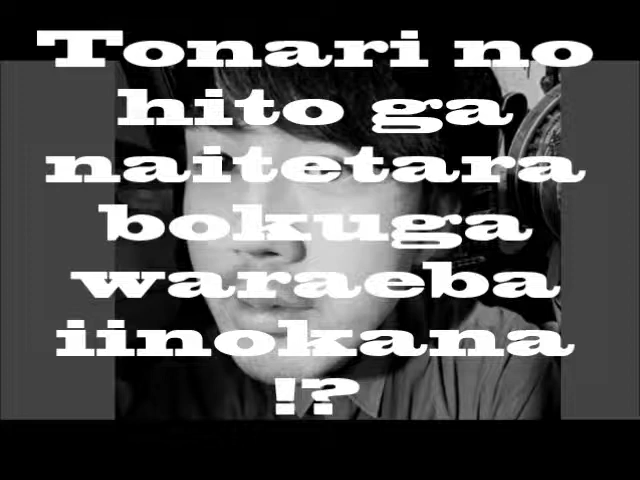 Tonari no
hito ga
naitetara
bokuga
waraeba
iinokana
!?